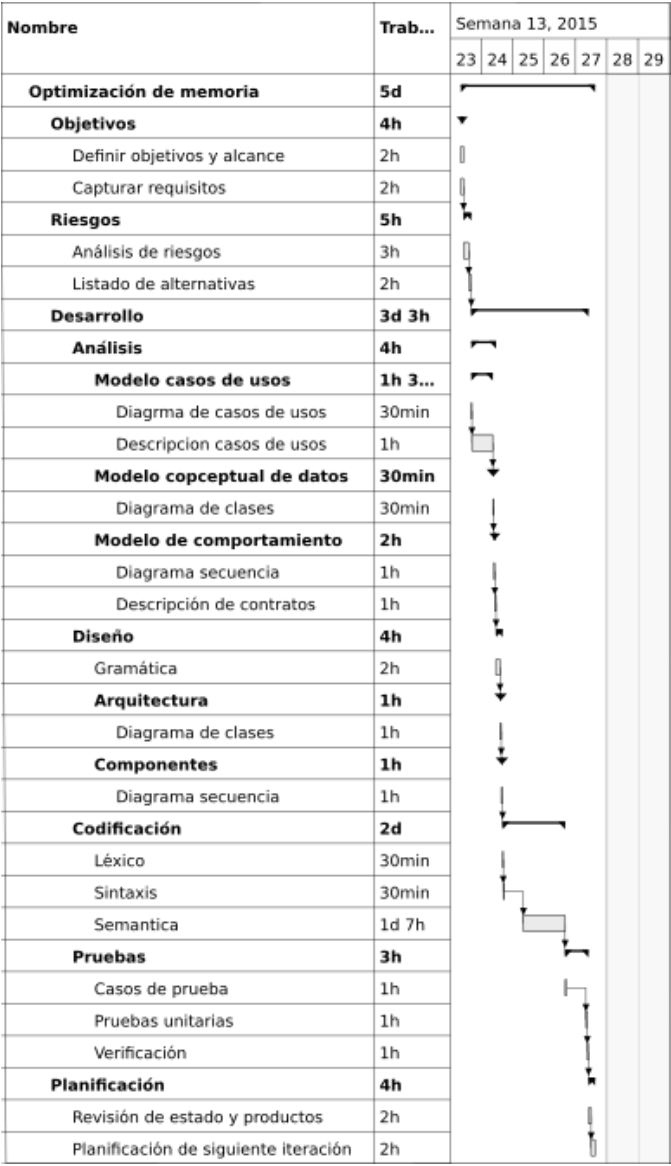 Nombre Trab... Semana 13, 2015
23 24 25 26 27 28 29
Optimización de memoria 5d
Objetivos 4h
Definir objetivos y alcance 2h
Capturar requisitos 2h
Riesgos 5h
Análisis de riesgos 3h
Listado de alternativas 2h
Desarrollo 3d 3h
Análisis 4h
Modelo casos de usos 1h 3...
Diagrma de casos de usos 30min
Descripcion casos de usos 1h
Modelo copceptual de datos 30min
Diagrama de clases 30min
Modelo de comportamiento 2h
Diagrama secuencia 1h
Descripción de contratos 1h
Diseño 4h
Gramática 2h
Arquitectura 1h
Diagrama de clases 1h
Componentes 1h
Diagrama secuencia 1h
Codificación 2d
Léxico 30min
Sintaxis 30min
Semantica 1d 7h
Pruebas 3h
Casos de prueba 1h
Pruebas unitarias 1h
Verificación 1h
Planificación 4h
Revisión de estado y productos 2h
Planificación de siguiente iteración 2h